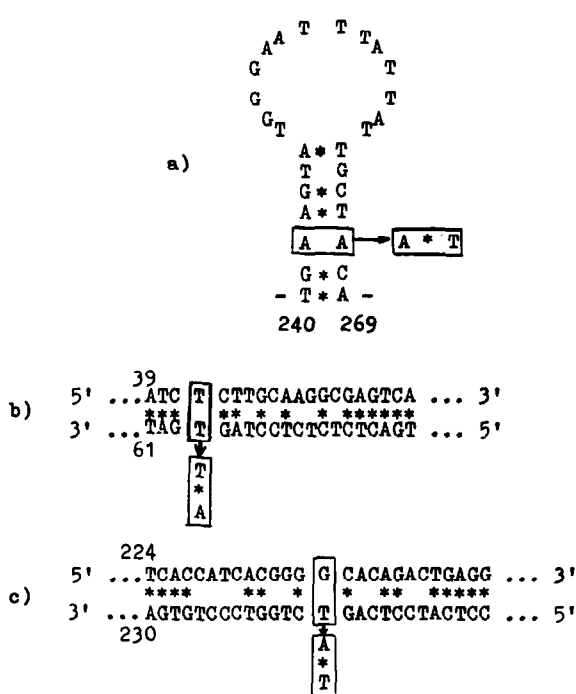 T T
A T
A A
G T
G T
G A
T T
a)
A * T
T G
G * C
A * T
A A A * T
G * C
- T * A -
240 269
39
5' ...ATC T CTTGCAAGGCGAGTCA ... 3'
b)
*** ** * * * ******
3' ...TAG T GATCCTCTCTCTCAGT ... 5'
61
T
*
A
224
5' ...TCACCATCACGGG G CACAGACTGAGG ... 3'
c)
**** ** * * ** *****
3' ...AGTGTCCCTGGTC T GACTCCTACTCC ... 5'
230
A
*
T